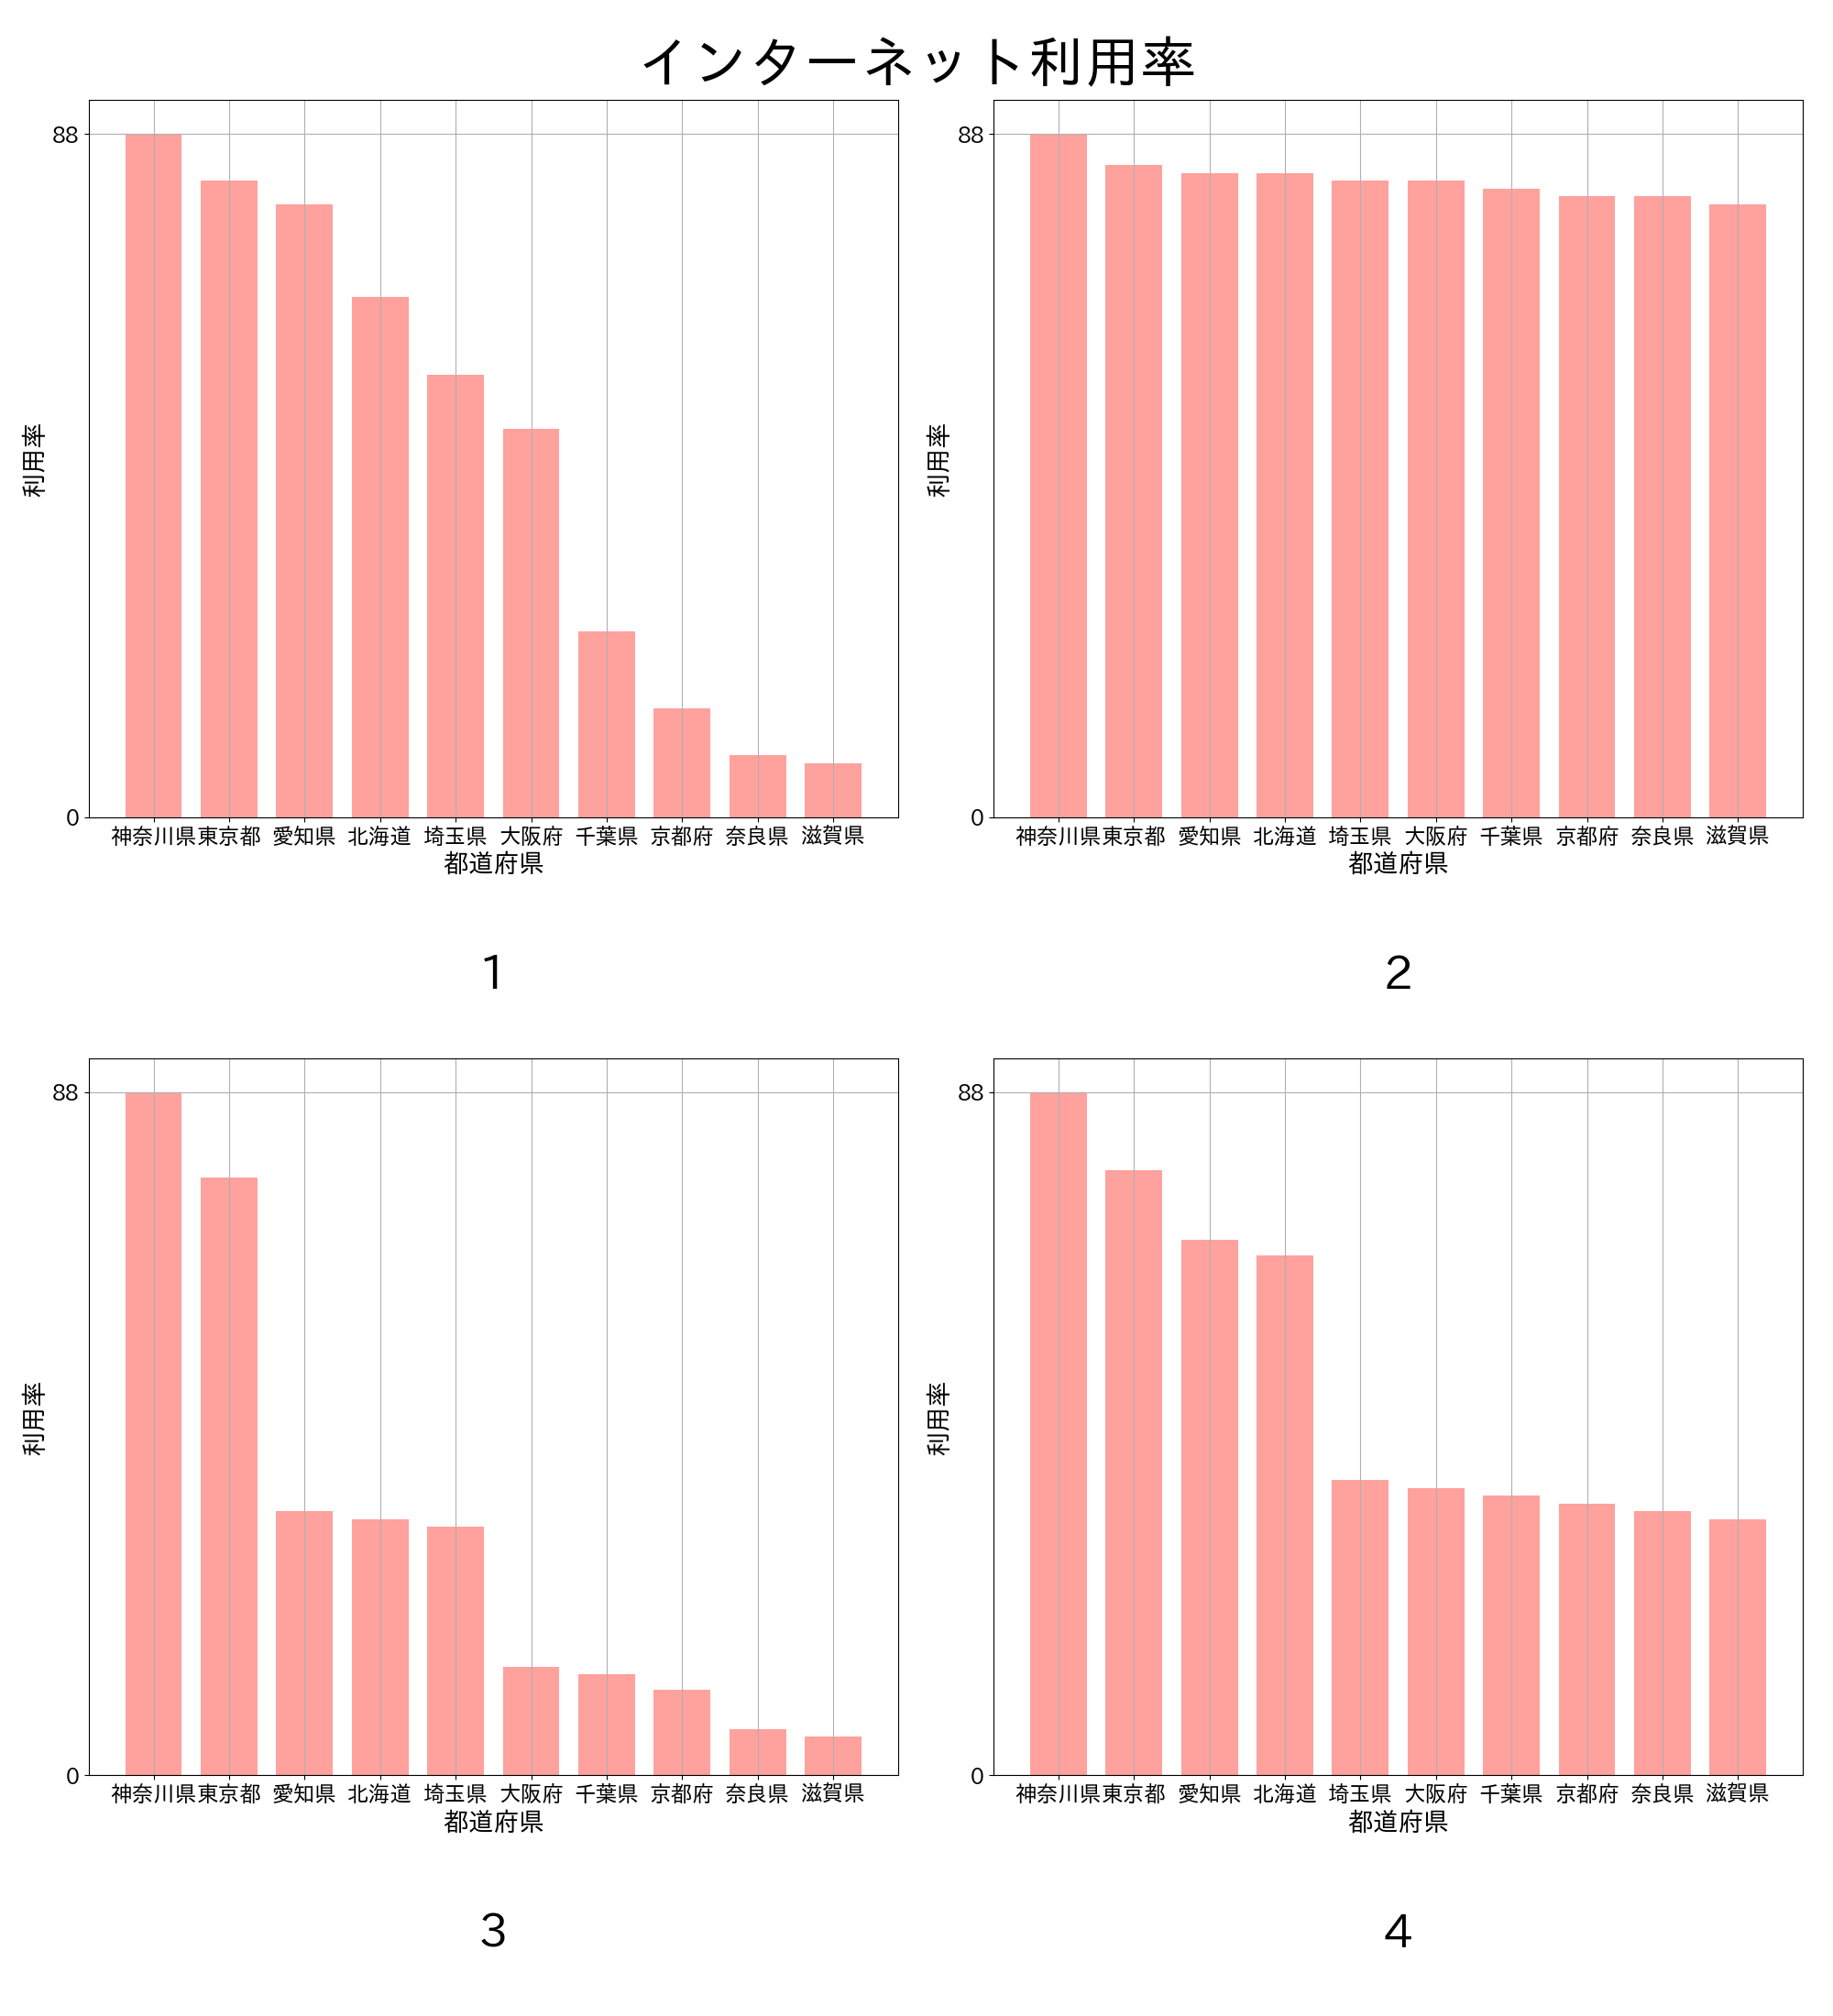 インターネット利用率
88
0
利用率
神奈川県 東京都 愛知県 北海道 埼玉県 大阪府 千葉県 京都府 奈良県 滋賀県
都道府県
1
88
0
利用率
神奈川県 東京都 愛知県 北海道 埼玉県 大阪府 千葉県 京都府 奈良県 滋賀県
都道府県
2
88
0
利用率
神奈川県 東京都 愛知県 北海道 埼玉県 大阪府 千葉県 京都府 奈良県 滋賀県
都道府県
3
88
0
利用率
神奈川県 東京都 愛知県 北海道 埼玉県 大阪府 千葉県 京都府 奈良県 滋賀県
都道府県
4